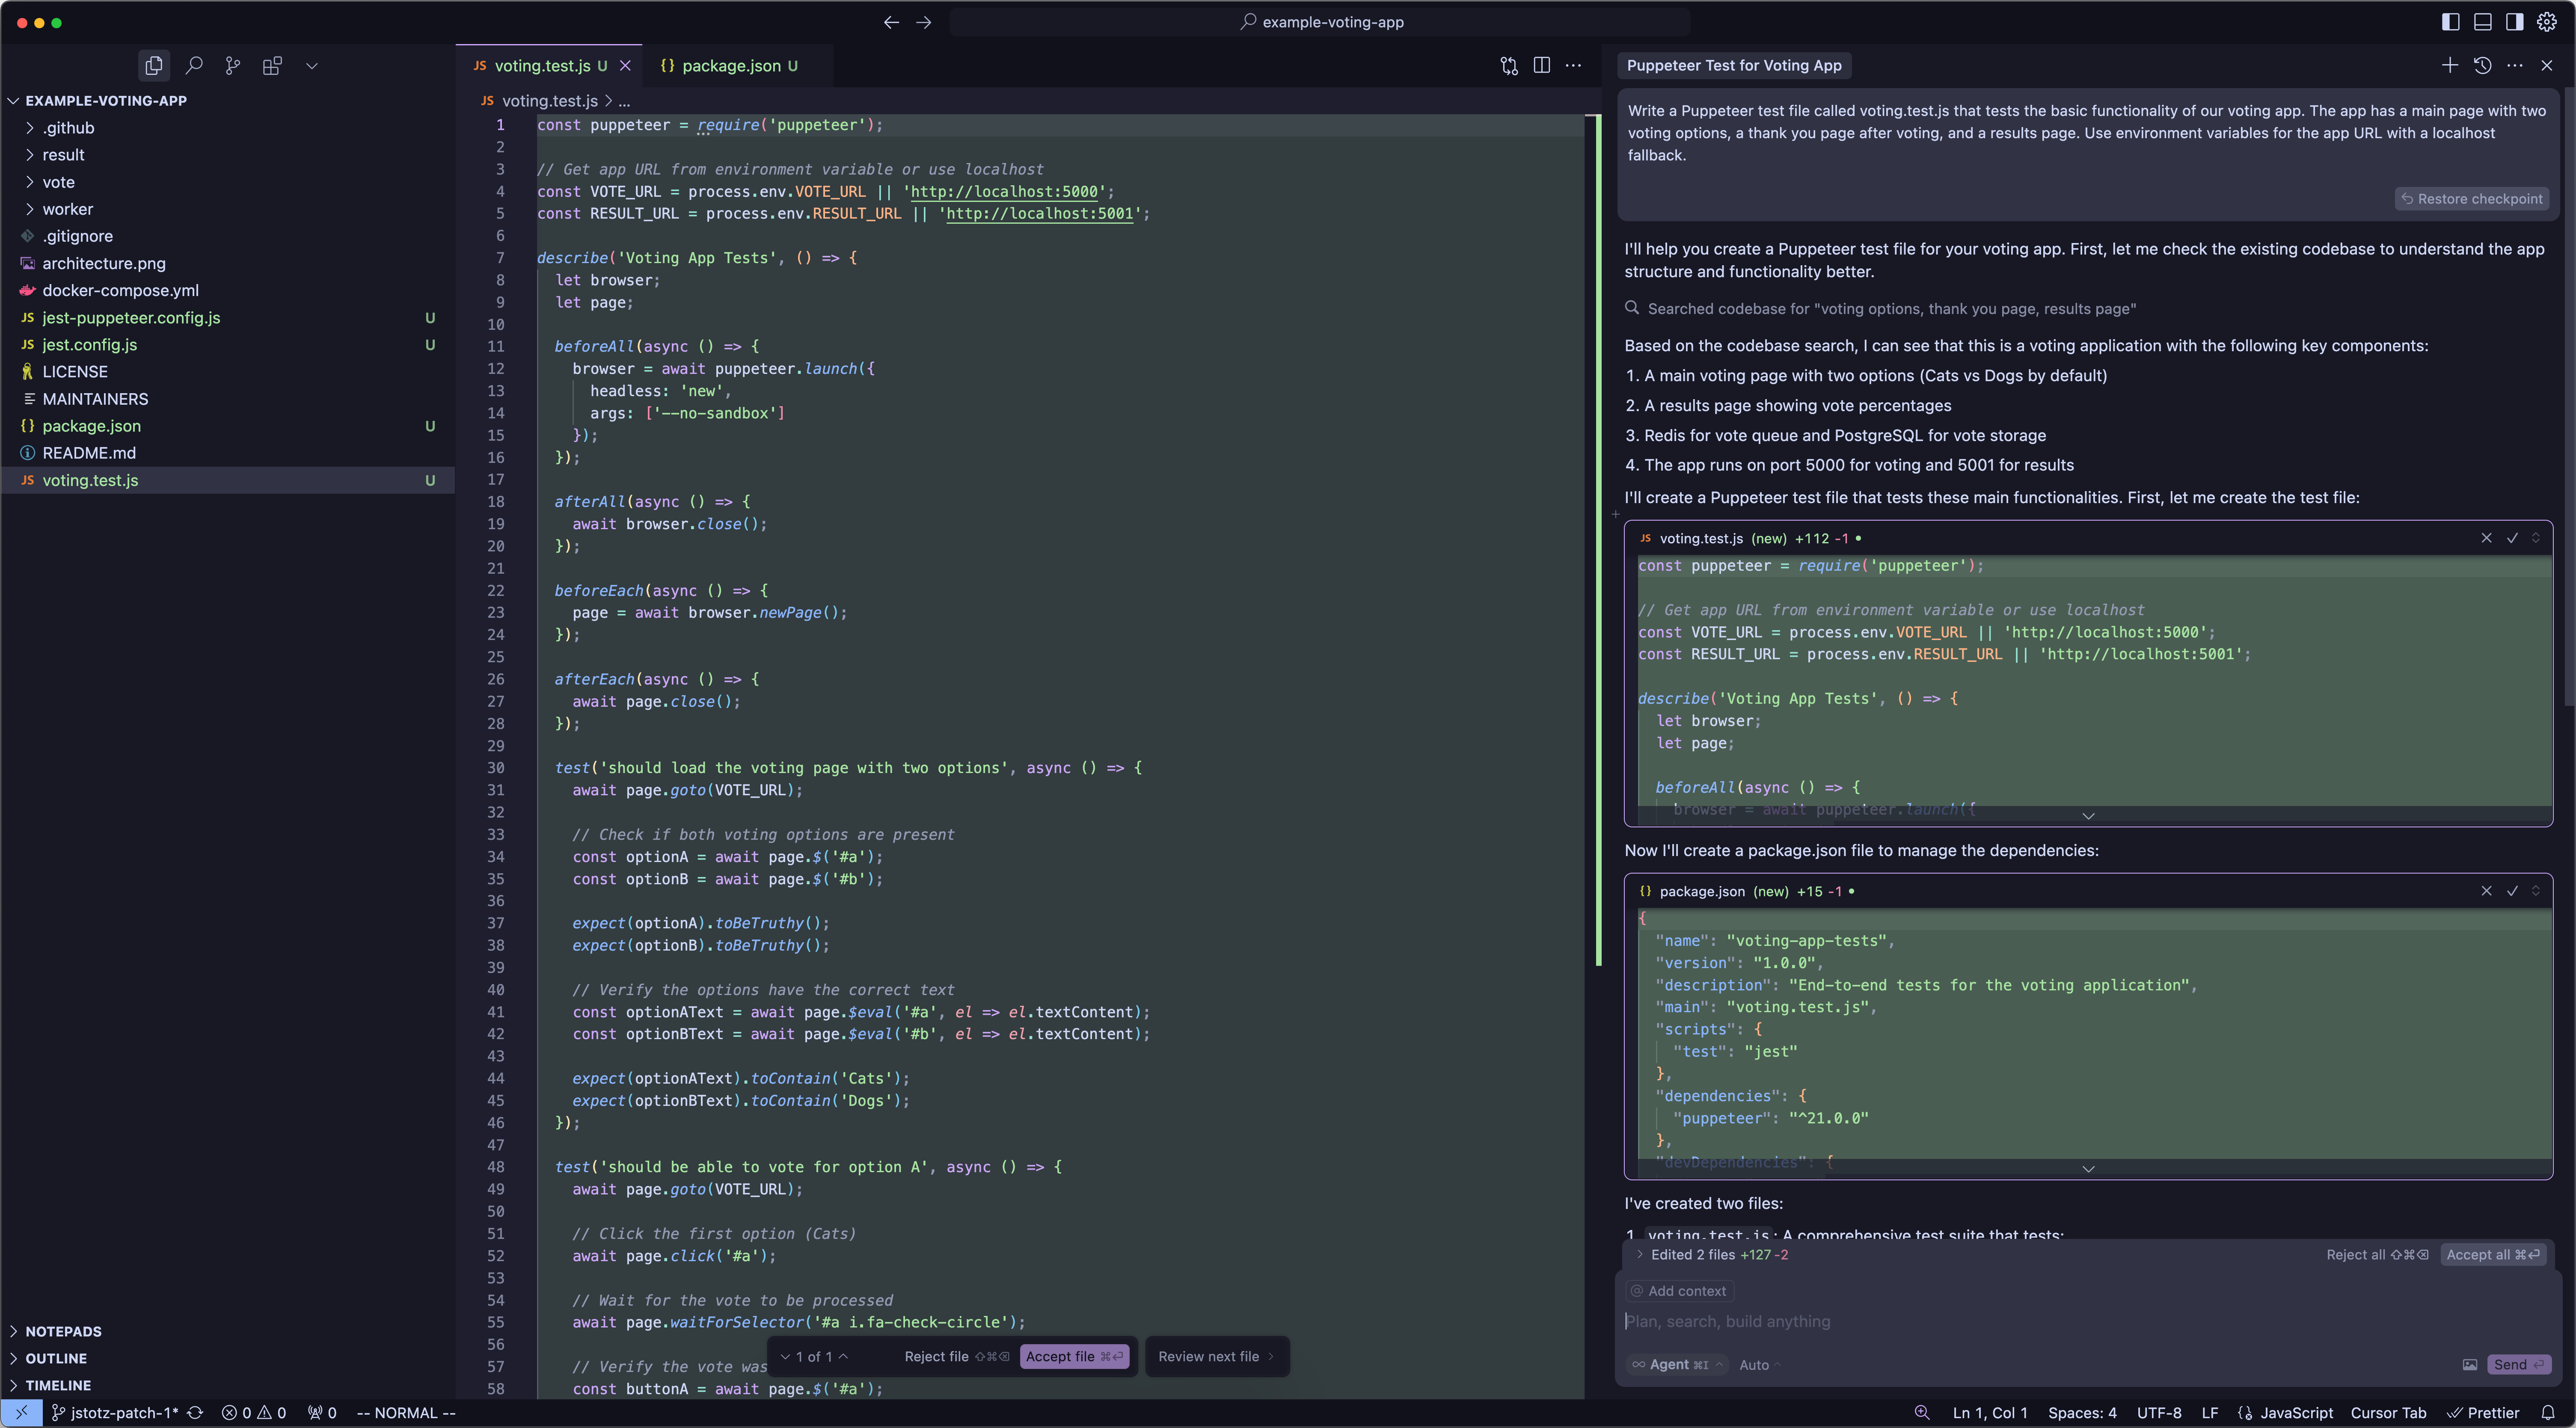 example-voting-app
EXAMPLE-VOTING-APP
.github
result
vote
worker
.gitignore
architecture.png
docker-compose.yml
JS jest-puppeteer.config.js U
JS jest.config.js U
LICENSE
MAINTAINERS
{} package.json U
README.md
JS voting.test.js U
NOTEPADS
OUTLINE
TIMELINE
JS voting.test.js U
{} package.json U
JS voting.test.js > ...
1 const puppeteer = require('puppeteer');
2
3 // Get app URL from environment variable or use localhost
4 const VOTE_URL = process.env.VOTE_URL || 'http://localhost:5000';
5 const RESULT_URL = process.env.RESULT_URL || 'http://localhost:5001';
6
7 describe('Voting App Tests', () => {
8 let browser;
9 let page;
10
11 beforeAll(async () => {
12 browser = await puppeteer.launch({
13 headless: 'new',
14 args: ['--no-sandbox']
15 });
16 });
17
18 afterAll(async () => {
19 await browser.close();
20 });
21
22 beforeEach(async () => {
23 page = await browser.newPage();
24 });
25
26 afterEach(async () => {
27 await page.close();
28 });
29
30 test('should load the voting page with two options', async () => {
31 await page.goto(VOTE_URL);
32
33 // Check if both voting options are present
34 const optionA = await page.$('#a');
35 const optionB = await page.$('#b');
36
37 expect(optionA).toBeTruthy();
38 expect(optionB).toBeTruthy();
39
40 // Verify the options have the correct text
41 const optionAText = await page.$eval('#a', el => el.textContent);
42 const optionBText = await page.$eval('#b', el => el.textContent);
43
44 expect(optionAText).toContain('Cats');
45 expect(optionBText).toContain('Dogs');
46 });
47
48 test('should be able to vote for option A', async () => {
49 await page.goto(VOTE_URL);
50
51 // Click the first option (Cats)
52 await page.click('#a');
53
54 // Wait for the vote to be processed
55 await page.waitForSelector('#a i.fa-check-circle');
56
57 // Verify the vote was
58 const buttonA = await page.$('#a');
1 of 1 Reject file ⇧⌘⌫ Accept file ⌘⏎ Review next file
Puppeteer Test for Voting App
Write a Puppeteer test file called voting.test.js that tests the basic functionality of our voting app. The app has a main page with two
voting options, a thank you page after voting, and a results page. Use environment variables for the app URL with a localhost
fallback.
Restore checkpoint
I'll help you create a Puppeteer test file for your voting app. First, let me check the existing codebase to understand the app
structure and functionality better.
Searched codebase for "voting options, thank you page, results page"
Based on the codebase search, I can see that this is a voting application with the following key components:
1. A main voting page with two options (Cats vs Dogs by default)
2. A results page showing vote percentages
3. Redis for vote queue and PostgreSQL for vote storage
4. The app runs on port 5000 for voting and 5001 for results
I'll create a Puppeteer test file that tests these main functionalities. First, let me create the test file:
JS voting.test.js (new) +112 -1
const puppeteer = require('puppeteer');
// Get app URL from environment variable or use localhost
const VOTE_URL = process.env.VOTE_URL || 'http://localhost:5000';
const RESULT_URL = process.env.RESULT_URL || 'http://localhost:5001';
describe('Voting App Tests', () => {
let browser;
let page;
beforeAll(async () => {
browser = await puppeteer.launch({
Now I'll create a package.json file to manage the dependencies:
{} package.json (new) +15 -1
{
"name": "voting-app-tests",
"version": "1.0.0",
"description": "End-to-end tests for the voting application",
"main": "voting.test.js",
"scripts": {
"test": "jest"
},
"dependencies": {
"puppeteer": "^21.0.0"
},
"devDependencies": {
I've created two files:
1. voting.test.js: A comprehensive test suite that tests:
Edited 2 files +127 -2 Reject all ⇧⌘⌫ Accept all ⌘⏎
@ Add context
Plan, search, build anything
∞ Agent ⌘I Auto Send ⏎
jstotz-patch-1* 0 0 0 -- NORMAL -- Ln 1, Col 1 Spaces: 4 UTF-8 LF JavaScript Cursor Tab Prettier